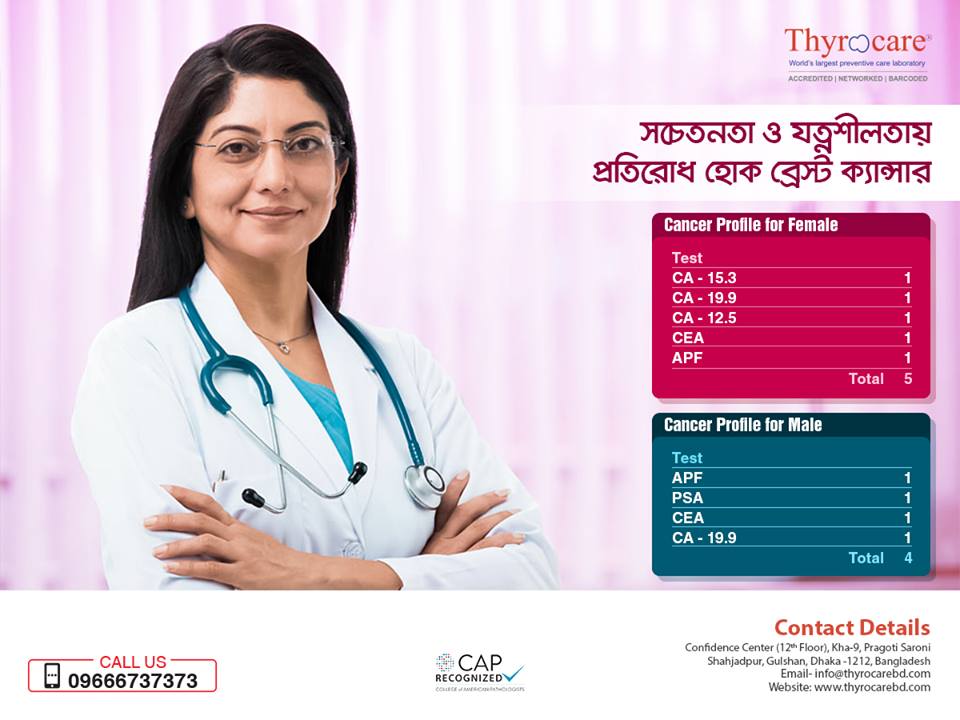 Thyrocare®
World's largest preventive care laboratory
ACCREDITED | NETWORKED | BARCODED
সচেতনতা ও যত্নশীলতায়
প্রতিরোধ হোক ব্রেস্ট ক্যান্সার
Cancer Profile for Female
Test
CA - 15.3 1
CA - 19.9 1
CA - 12.5 1
CEA 1
APF 1
Total 5
Cancer Profile for Male
Test
APF 1
PSA 1
CEA 1
CA - 19.9 1
Total 4
CALL US
09666737373
CAP
RECOGNIZED
COLLEGE of AMERICAN PATHOLOGISTS
Contact Details
Confidence Center (12th Floor), Kha-9, Pragoti Saroni
Shahjadpur, Gulshan, Dhaka -1212, Bangladesh
Email- info@thyrocarebd.com
Website: www.thyrocarebd.com